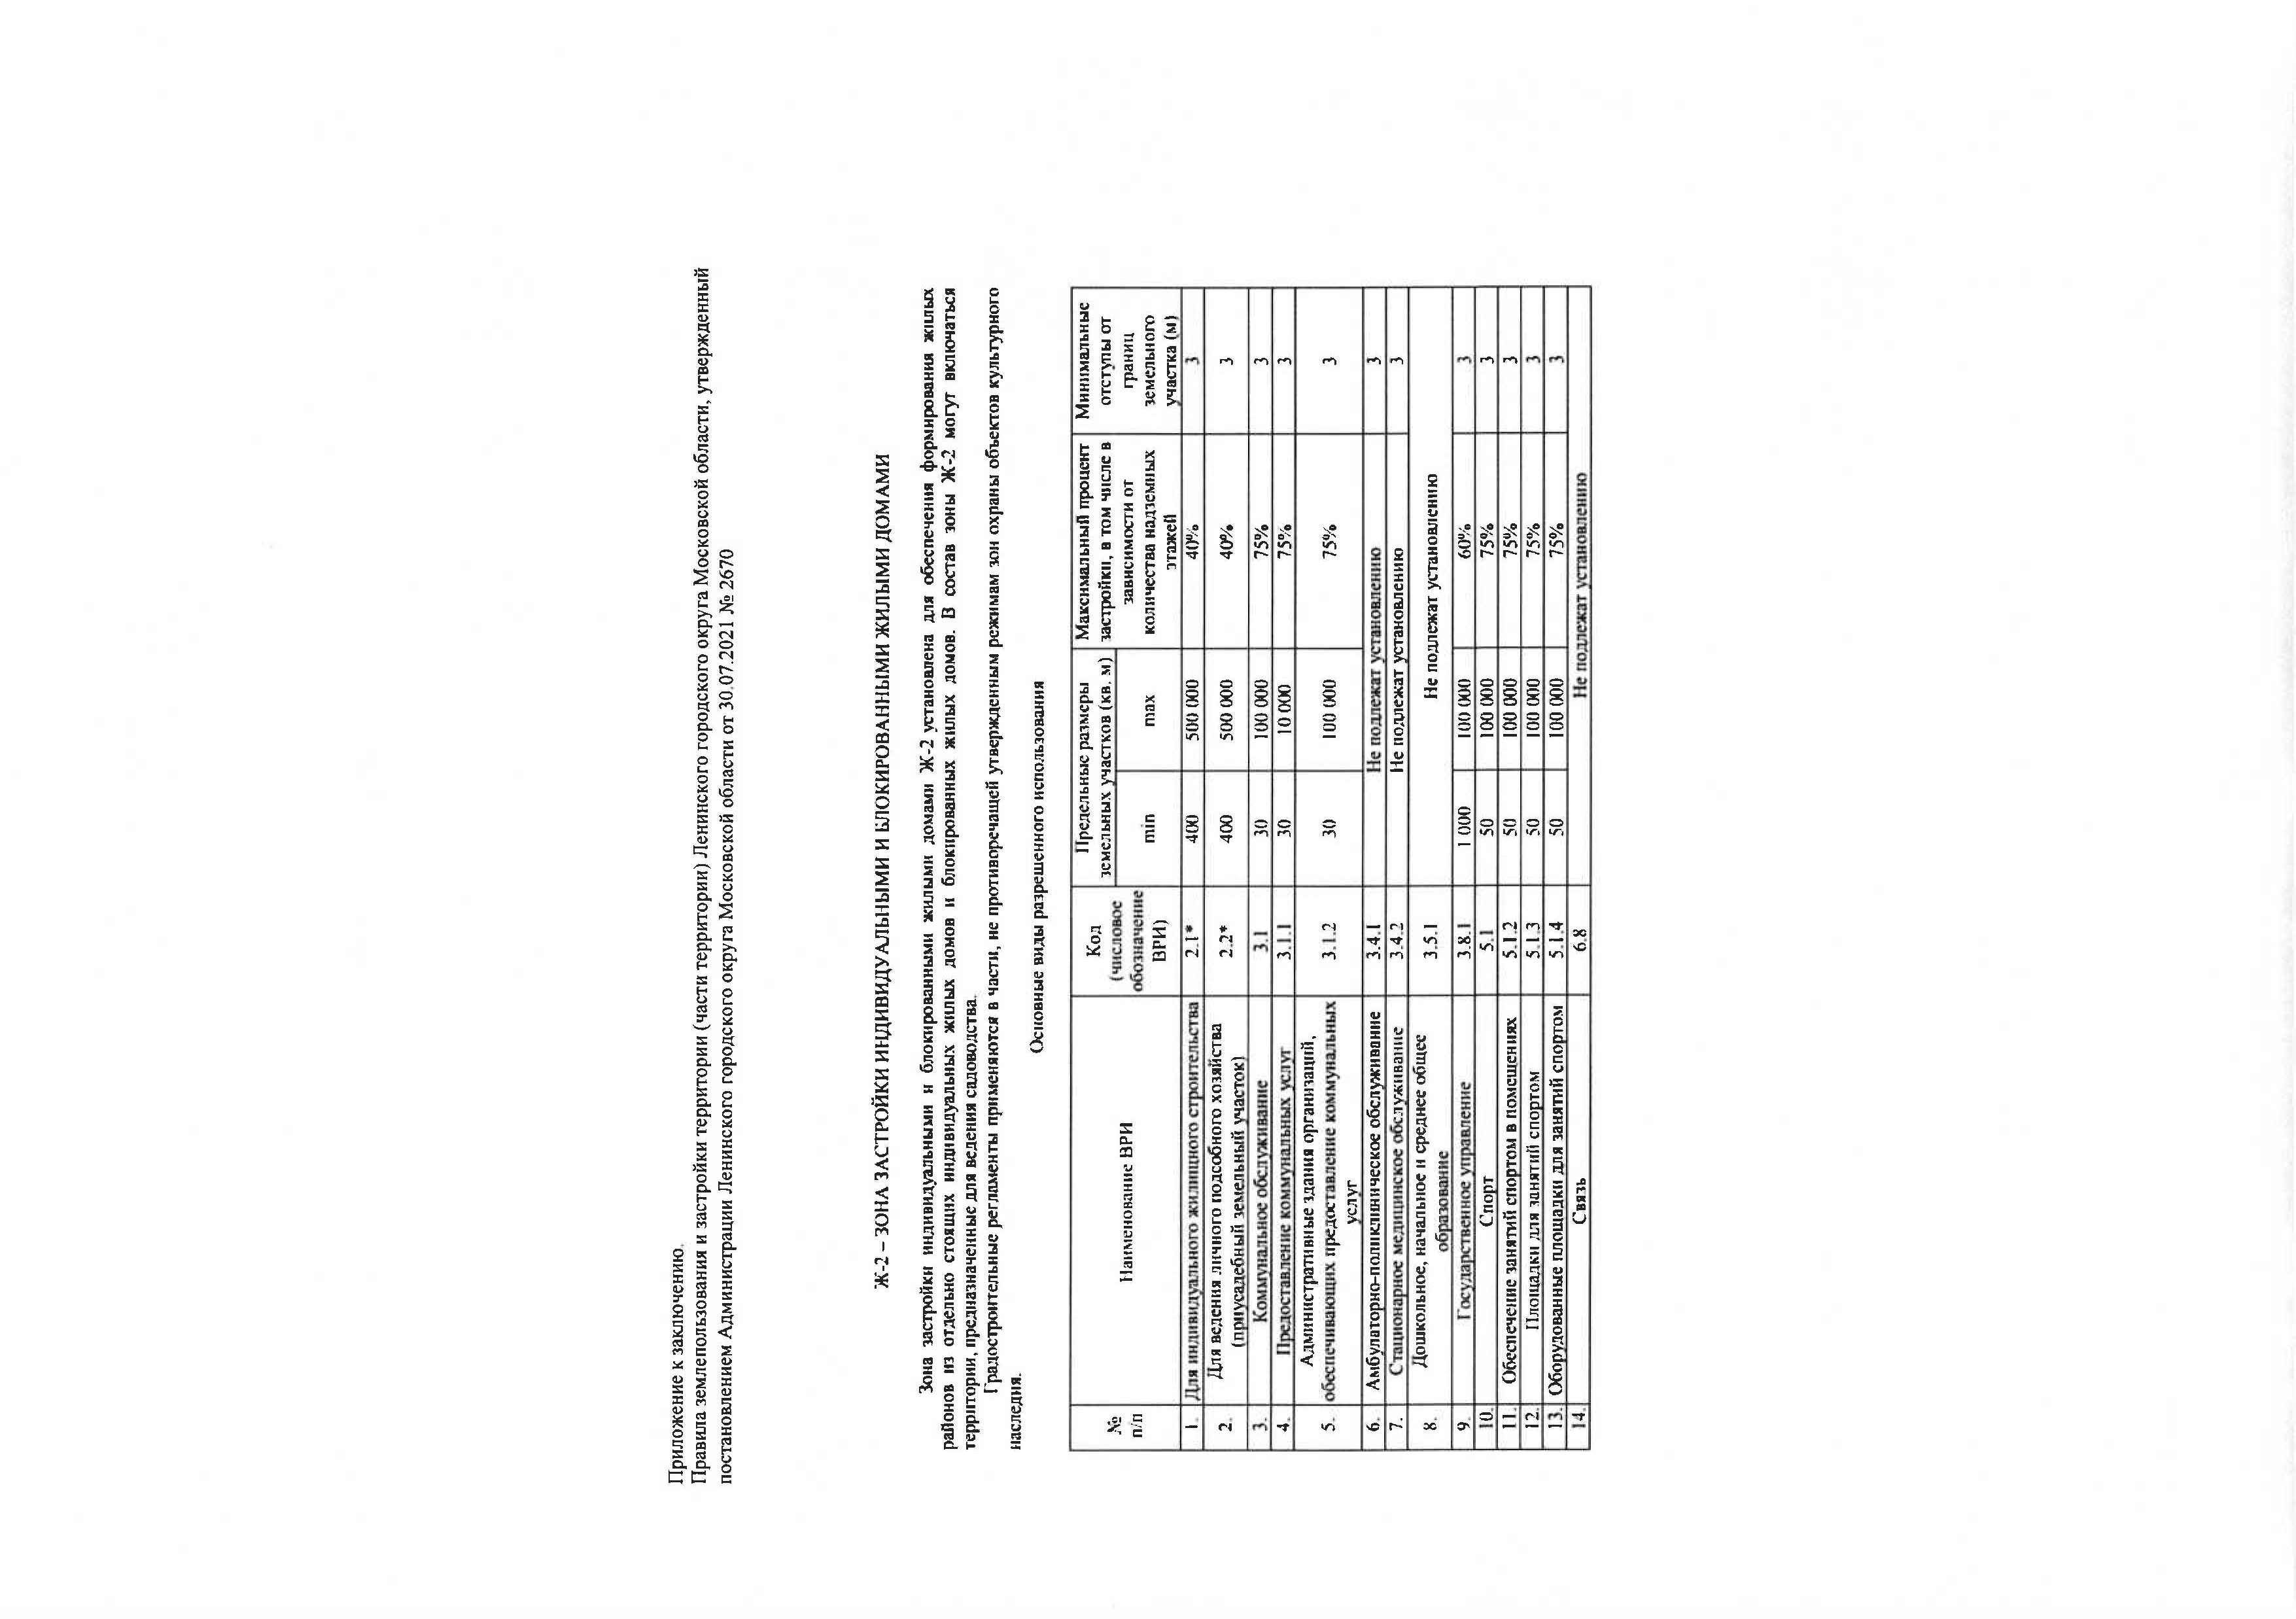 Приложение к заключению.
Правила землепользования и застройки территории (части территории) Ленинского городского округа Московской области, утвержденный
постановлением Администрации Ленинского городского округа Московской области от 30.07.2021 № 2670
Ж-2 – ЗОНА ЗАСТРОЙКИ ИНДИВИДУАЛЬНЫМИ И БЛОКИРОВАННЫМИ ЖИЛЫМИ ДОМАМИ
Зона застройки индивидуальными и блокированными жилыми домами Ж-2 установлена для обеспечения формирования жилых
районов из отдельно стоящих индивидуальных жилых домов и блокированных жилых домов. В состав зоны Ж-2 могут включаться
территории, предназначенные для ведения садоводства.
Градостроительные регламенты применяются в части, не противоречащей утвержденным режимам зон охраны объектов культурного
наследия.
Основные виды разрешенного использования
№ п/п Наименование ВРИ Код (числовое обозначение ВРИ) Предельные размеры земельных участков (кв. м) min max Максимальный процент застройки, в том числе в зависимости от количества надземных этажей Минимальные отступы от границ земельного участка (м)
1. Для индивидуального жилищного строительства 2.1* 400 500 000 40% 3
2. Для ведения личного подсобного хозяйства (приусадебный земельный участок) 2.2* 400 500 000 40% 3
3. Коммунальное обслуживание 3.1 30 100 000 75% 3
4. Предоставление коммунальных услуг 3.1.1 30 10 000 75% 3
5. Административные здания организаций, обеспечивающих предоставление коммунальных услуг 3.1.2 30 100 000 75% 3
6. Амбулаторно-поликлиническое обслуживание 3.4.1 Не подлежат установлению 3
7. Стационарное медицинское обслуживание 3.4.2 Не подлежат установлению 3
8. Дошкольное, начальное и среднее общее образование 3.5.1 Не подлежат установлению
9. Государственное управление 3.8.1 1 000 100 000 60% 3
10. Спорт 5.1 50 100 000 75% 3
11. Обеспечение занятий спортом в помещениях 5.1.2 50 100 000 75% 3
12. Площадки для занятий спортом 5.1.3 50 100 000 75% 3
13. Оборудованные площадки для занятий спортом 5.1.4 50 100 000 75% 3
14. Связь 6.8 Не подлежат установлению